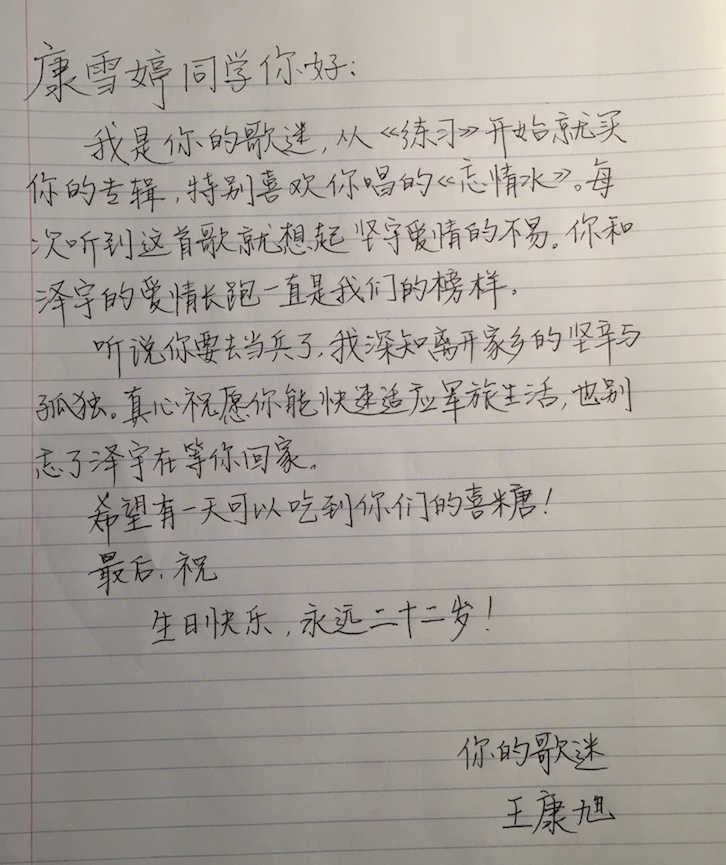 康雪婷同学你好：
我是你的歌迷，从《练习》开始就买
你的专辑，特别喜欢你唱的《忘情水》。每
次听到这首歌就想起坚守爱情的不易。你和
泽宇的爱情长跑一直是我们的榜样。
听说你要去当兵了，我深知离开家乡的坚辛与
孤独。真心祝愿你能快速适应军旅生活，也别
忘了泽宇在等你回家。
希望有一天可以吃到你们的喜糖！
最后，祝
生日快乐，永远二十二岁！
你的歌迷
王康旭